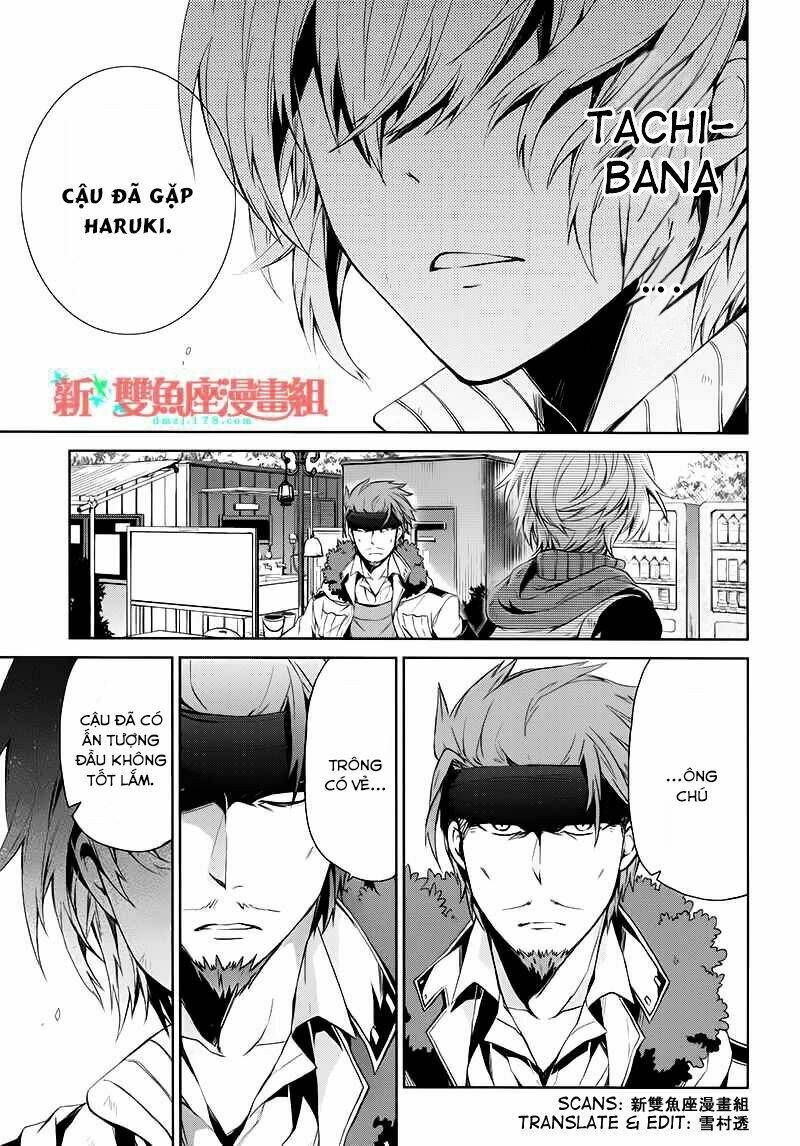 TACHI-
BANA
...
CẬU ĐÃ GẶP
HARUKI.
新 雙魚座漫畫組
dmzj.178.com
...ÔNG
CHÚ
TRÔNG
CÓ VẺ...
CẬU ĐÃ CÓ
ẤN TƯỢNG
ĐẦU KHÔNG
TỐT LẮM.
SCANS: 新雙魚座漫畫組
TRANSLATE & EDIT: 雪村透